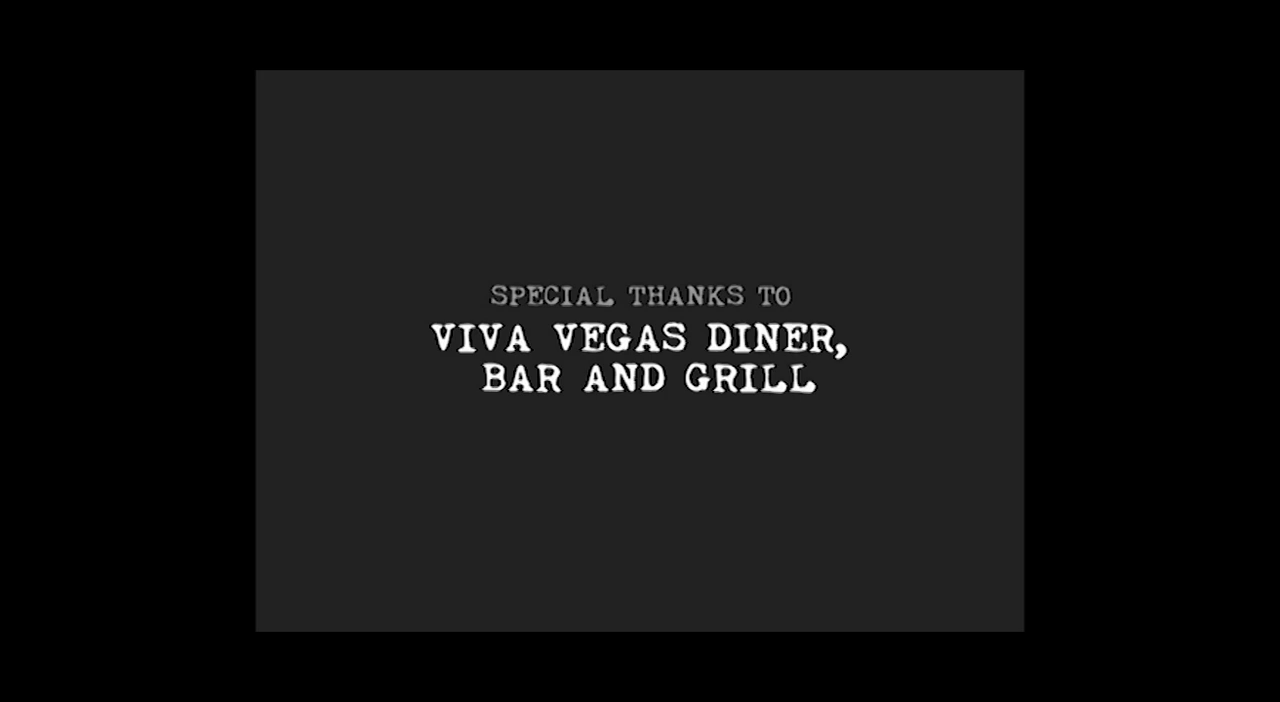 SPECIAL THANKS TO
VIVA VEGAS DINER,
BAR AND GRILL